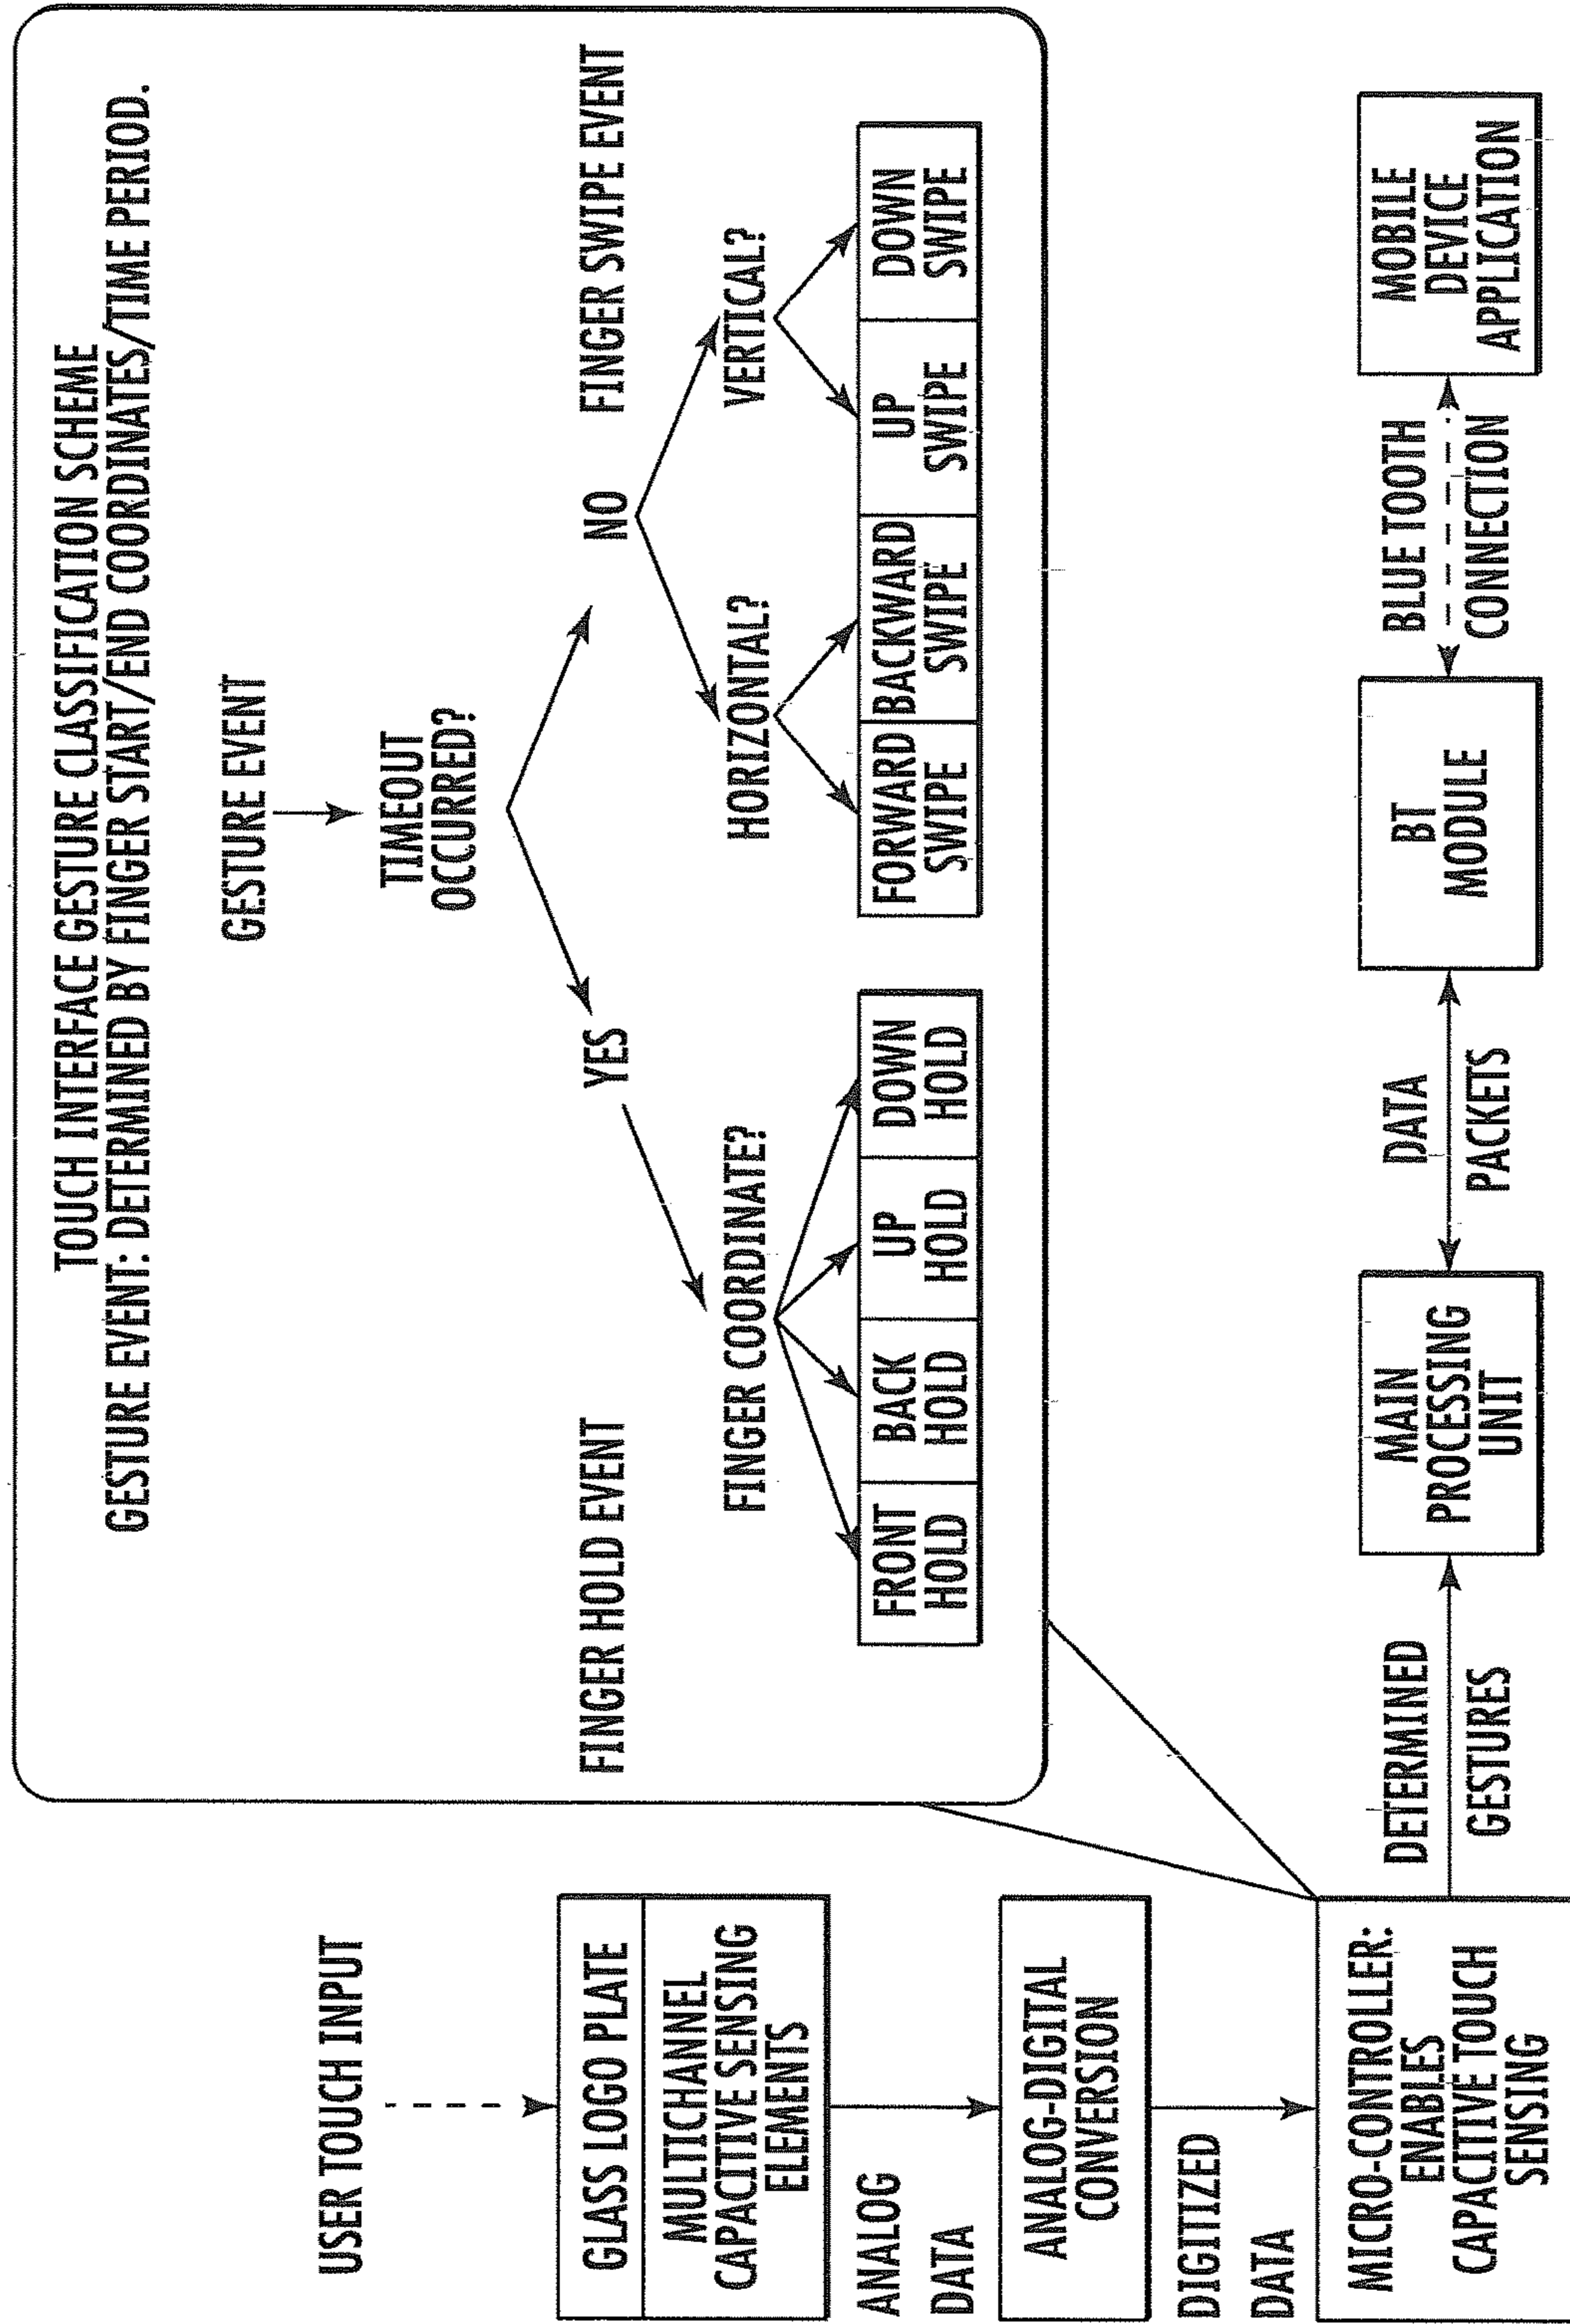 TOUCH INTERFACE GESTURE CLASSIFICATION SCHEME
GESTURE EVENT: DETERMINED BY FINGER START/END COORDINATES/TIME PERIOD.
GESTURE EVENT
TIMEOUT
OCCURRED?
FINGER HOLD EVENT
YES
NO
FINGER SWIPE EVENT
FINGER COORDINATE?
HORIZONTAL?
VERTICAL?
FRONT
HOLD
BACK
HOLD
UP
HOLD
DOWN
HOLD
FORWARD
SWIPE
BACKWARD
SWIPE
UP
SWIPE
DOWN
SWIPE
USER TOUCH INPUT
GLASS LOGO PLATE
MULTICHANNEL
CAPACITIVE SENSING
ELEMENTS
ANALOG
DATA
ANALOG-DIGITAL
CONVERSION
DIGITIZED
DATA
MICRO-CONTROLLER:
ENABLES
CAPACITIVE TOUCH
SENSING
DETERMINED
GESTURES
MAIN
PROCESSING
UNIT
DATA
PACKETS
BT
MODULE
BLUE TOOTH
CONNECTION
MOBILE
DEVICE
APPLICATION